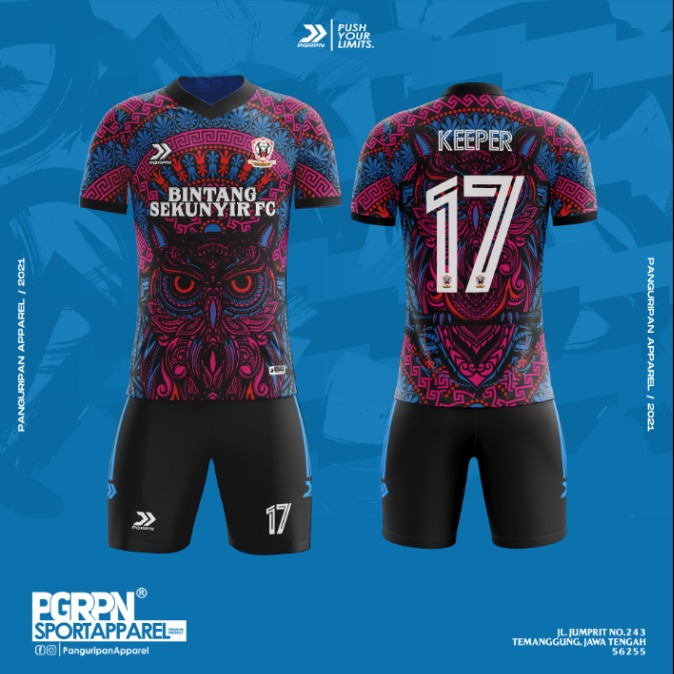 PGRPN
PUSH
YOUR
LIMITS.
PGRPN
BINTANG
SEKUNYIR FC
KEEPER
17
PANGURIPAN APPAREL / 2021
PANGURIPAN APPAREL / 2021
PGRPN
17
PGRPN®
SPORTAPPAREL
PanguripanApparel
JL. JUMPRIT NO.243
TEMANGGUNG, JAWA TENGAH
56255